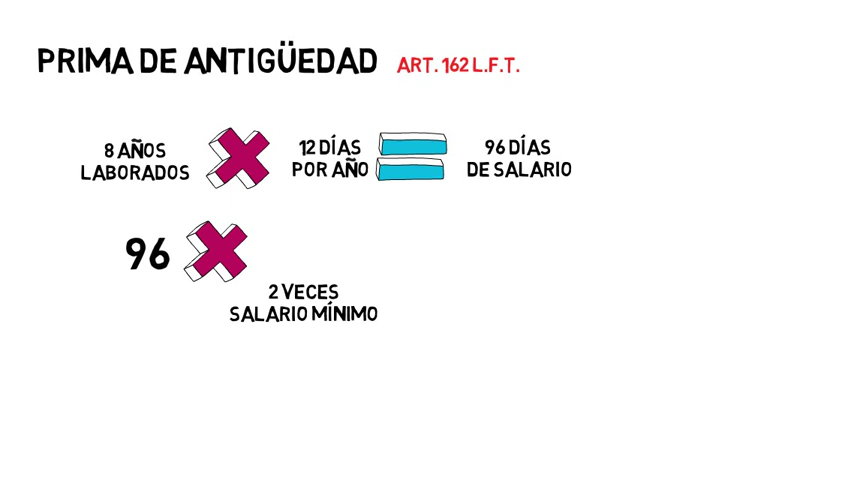 PRIMA DE ANTIGÜEDAD ART. 162 L.F.T.
8 AÑOS LABORADOS
12 DÍAS POR AÑO
96 DÍAS DE SALARIO
96
2 VECES
SALARIO MÍNIMO